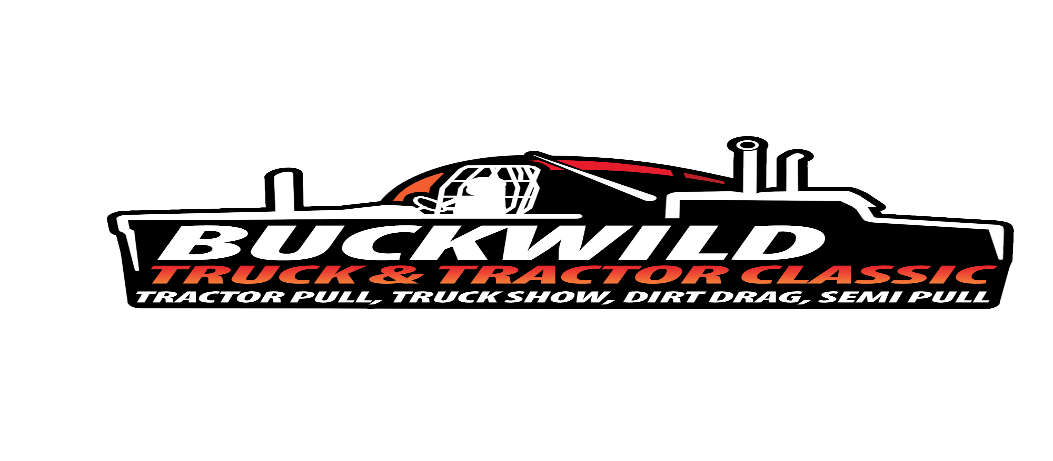 BUCKWILD
TRUCK & TRACTOR CLASSIC
TRACTOR PULL, TRUCK SHOW, DIRT DRAG, SEMI PULL